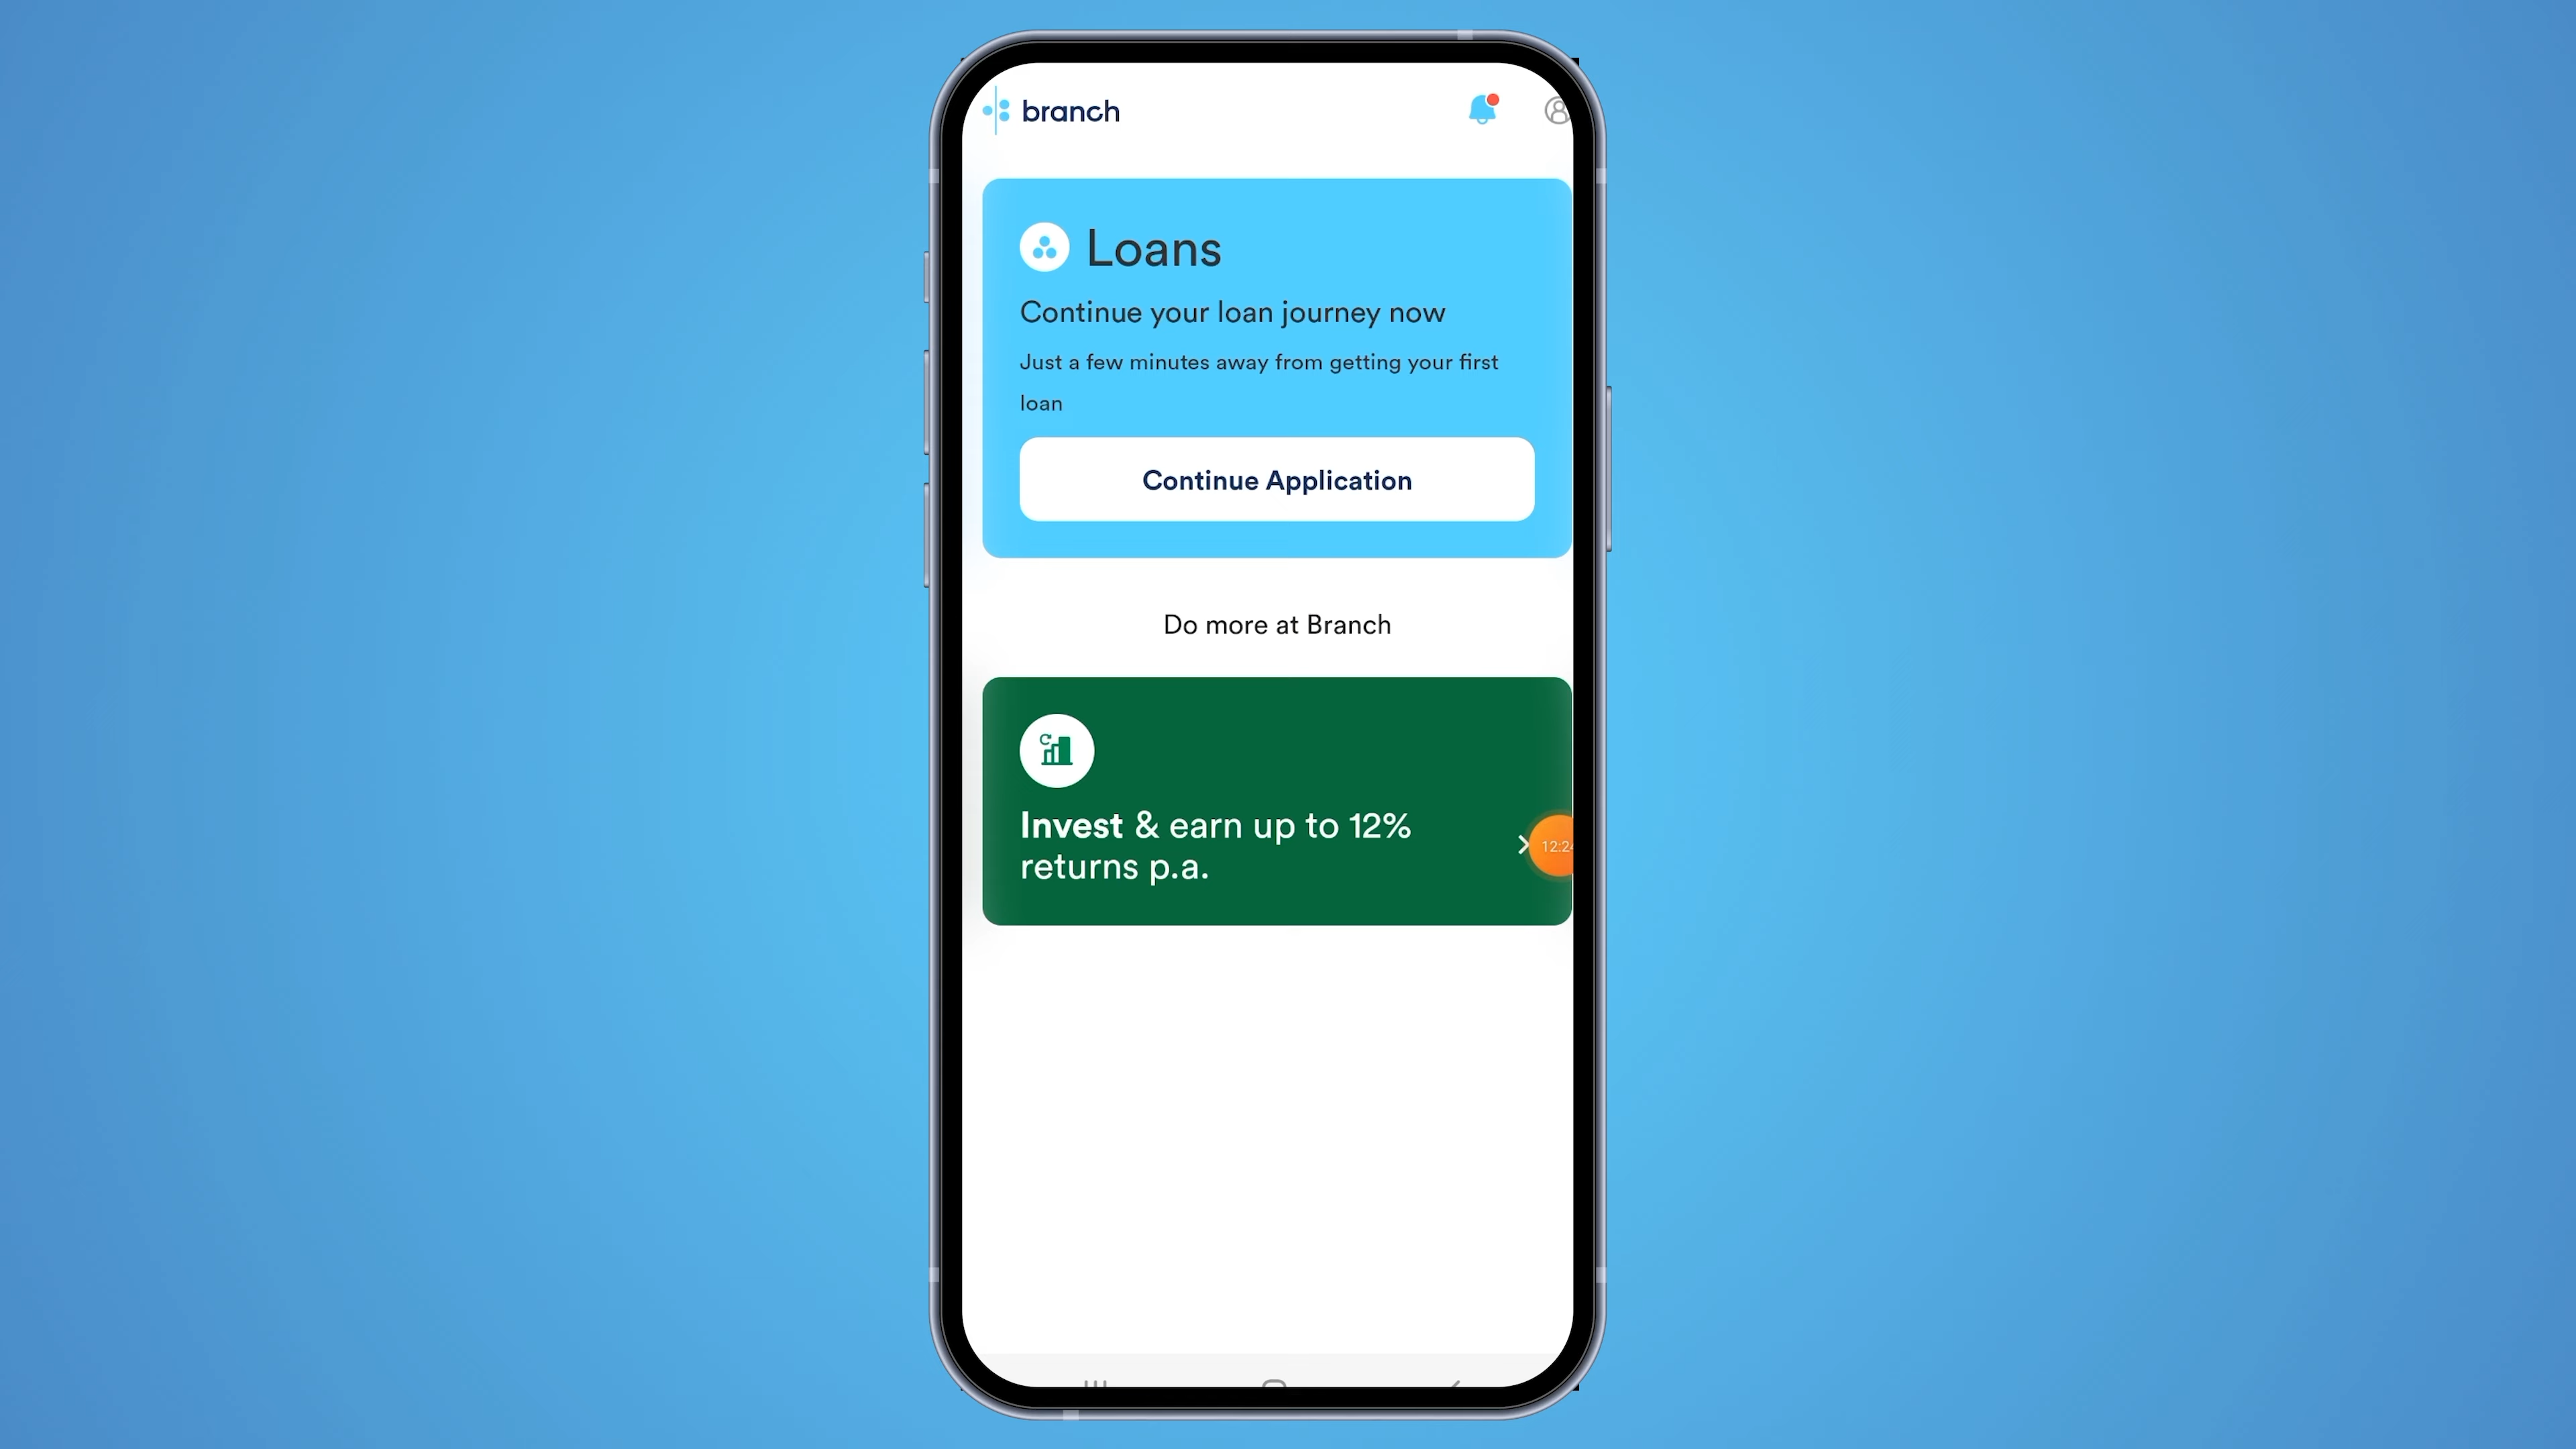 branch
Loans
Continue your loan journey now
Just a few minutes away from getting your first
loan
Continue Application
Do more at Branch
Invest & earn up to 12%
returns p.a.